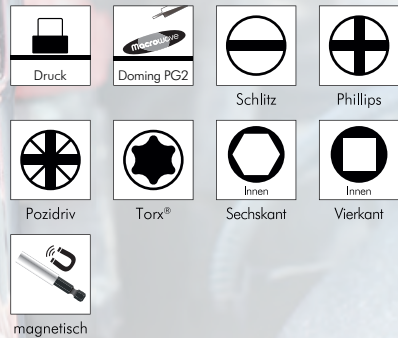 Druck
macrowave
Doming PG2
Schlitz
Phillips
Pozidriv
Torx®
Innen
Sechskant
Innen
Vierkant
magnetisch